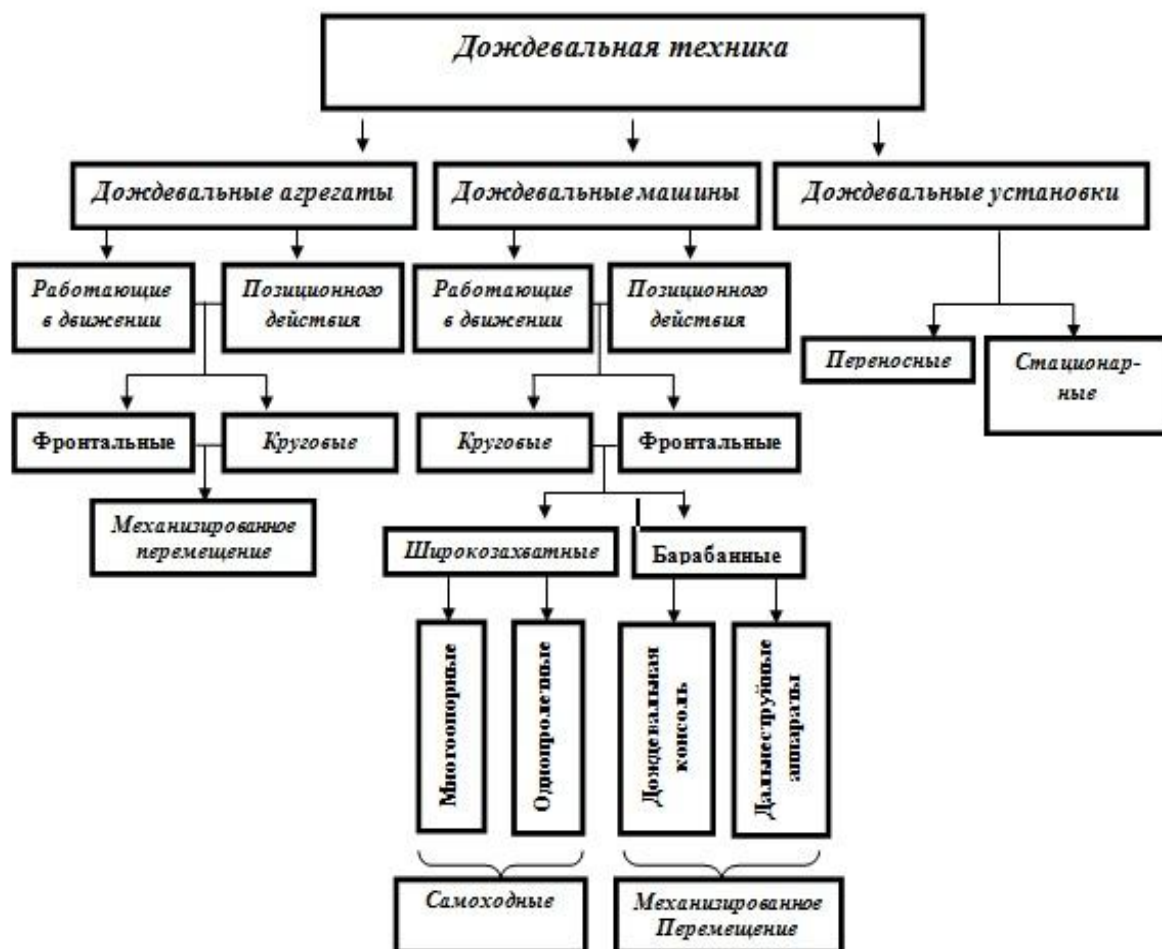 Дождевальная техника
Дождевальные агрегаты
Дождевальные машины
Дождевальные установки
Работающие
в движении
Позиционного
действия
Работающие
в движении
Позиционного
действия
Переносные
Стационар-
ные
Фронтальные
Круговые
Круговые
Фронтальные
Механизированное
перемещение
Широкозахватные
Барабанные
Многоопорные
Однопролетные
Дождевальная
консоль
Дальнеструйные
аппараты
Самоходные
Механизированное
Перемещение